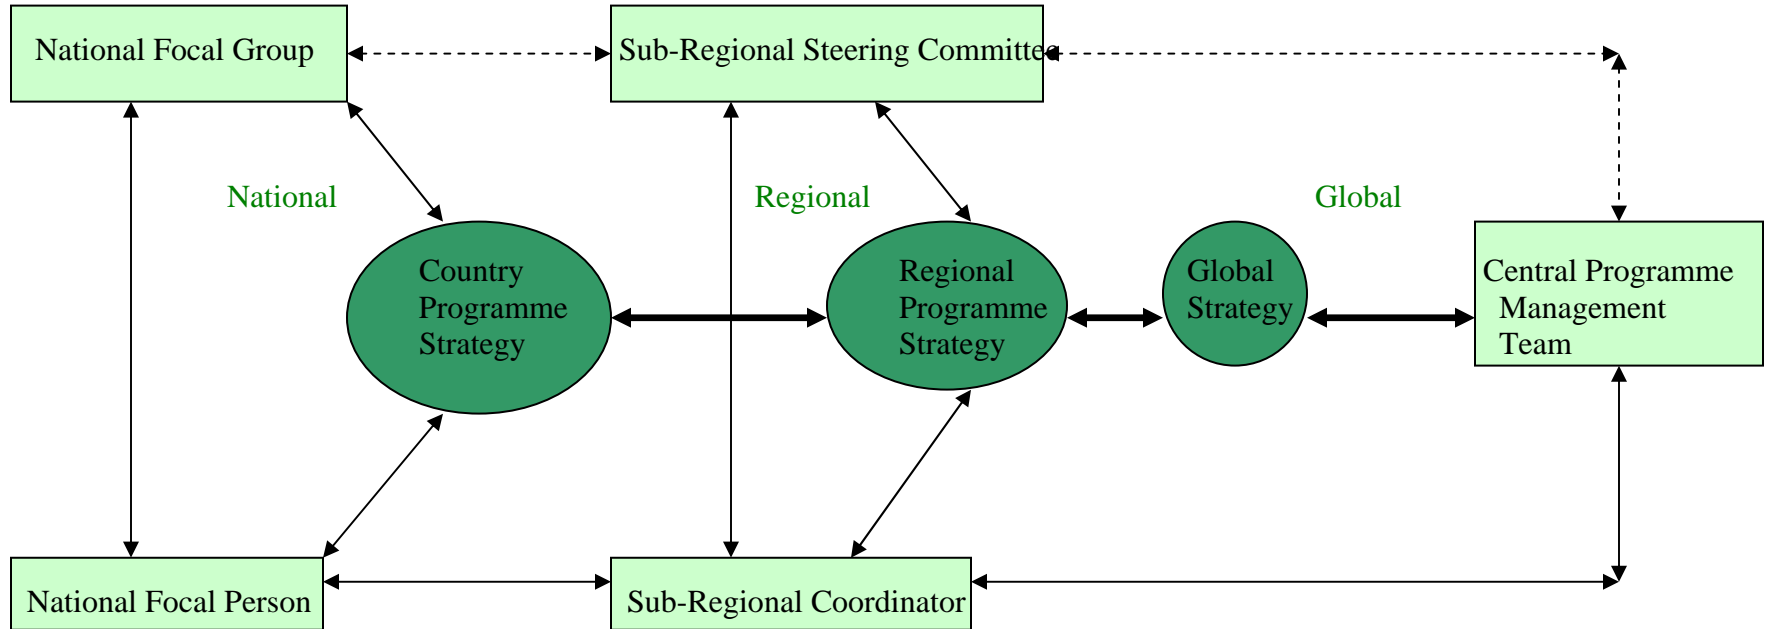 National Focal Group
Sub-Regional Steering Committee
National
Regional
Global
Country
Programme
Strategy
Regional
Programme
Strategy
Global
Strategy
Central Programme
Management
Team
National Focal Person
Sub-Regional Coordinator